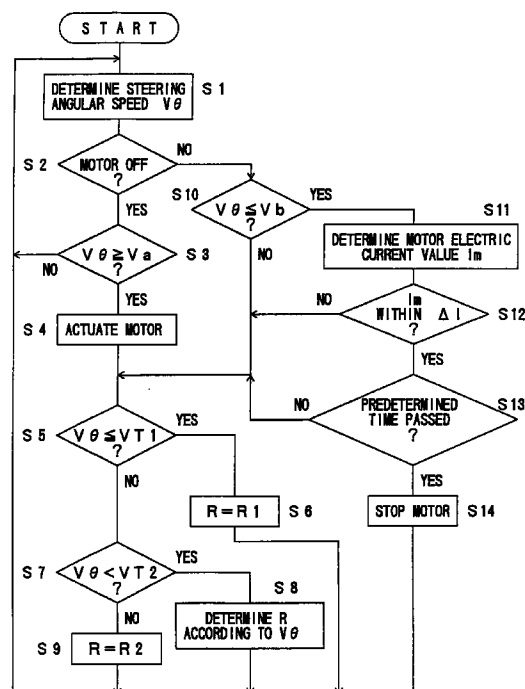 START
DETERMINE STEERING
ANGULAR SPEED Vθ
S1
S2
MOTOR OFF
?
NO
YES
S10
Vθ≦Vb
?
YES
NO
S11
DETERMINE MOTOR ELECTRIC
CURRENT VALUE Im
Vθ≧Va
?
S3
NO
YES
Im
WITHIN ΔI
?
NO
S12
YES
S4
ACTUATE MOTOR
PREDETERMINED
TIME PASSED
?
NO
S13
YES
S5
Vθ≦VT1
?
YES
NO
R=R1
S6
STOP MOTOR
S14
S7
Vθ<VT2
?
YES
NO
S8
DETERMINE R
ACCORDING TO Vθ
S9
R=R2